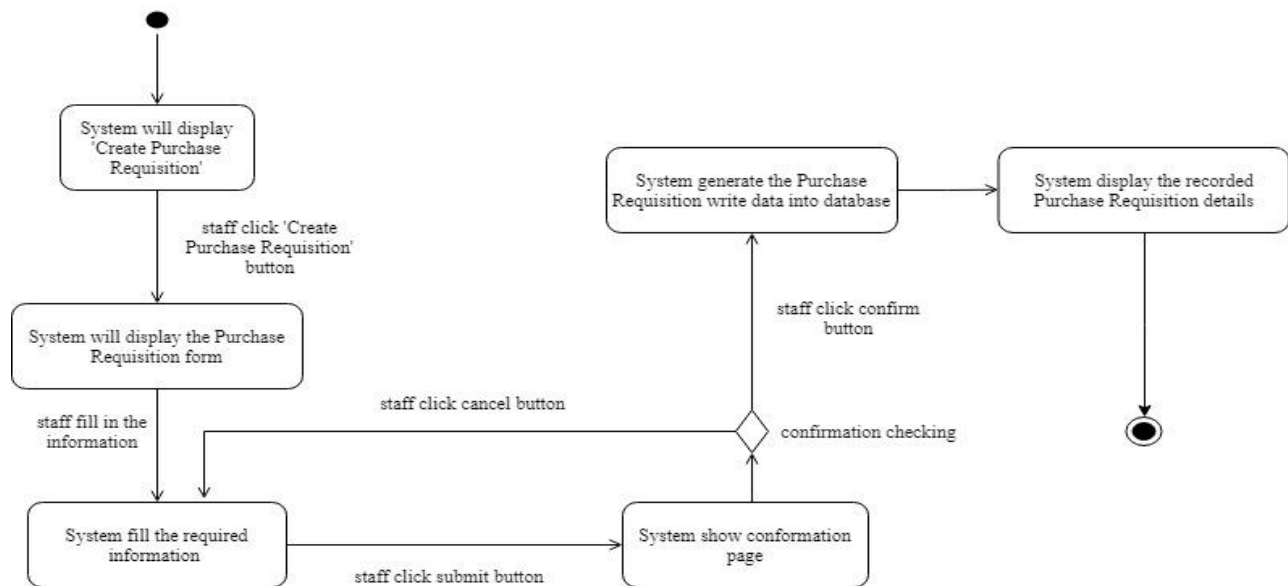 System will display
'Create Purchase
Requisition'
staff click 'Create
Purchase Requisition'
button
System will display the Purchase
Requisition form
staff fill in the
information
System fill the required
information
staff click submit button
System show conformation
page
confirmation checking
staff click cancel button
staff click confirm
button
System generate the Purchase
Requisition write data into database
System display the recorded
Purchase Requisition details